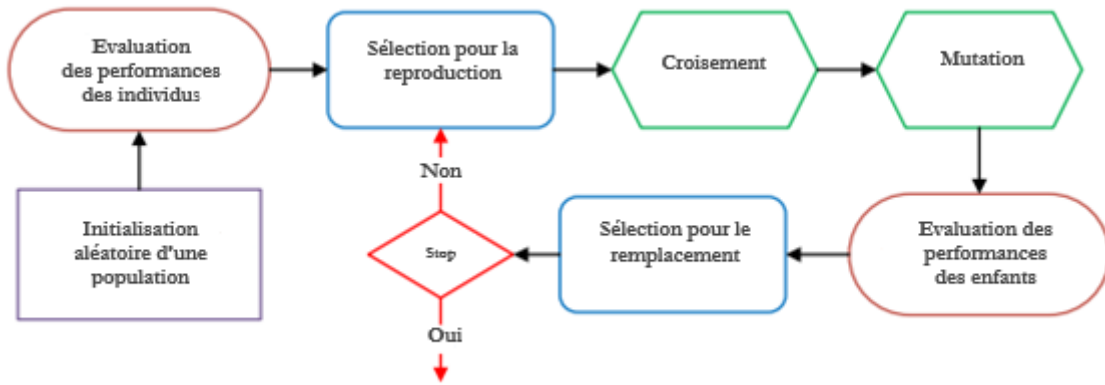 Evaluation
des performances
des individus
Sélection pour la
reproduction
Croisement
Mutation
Non
Initialisation
aléatoire d'une
population
Stop
Sélection pour le
remplacement
Evaluation des
performances
des enfants
Oui